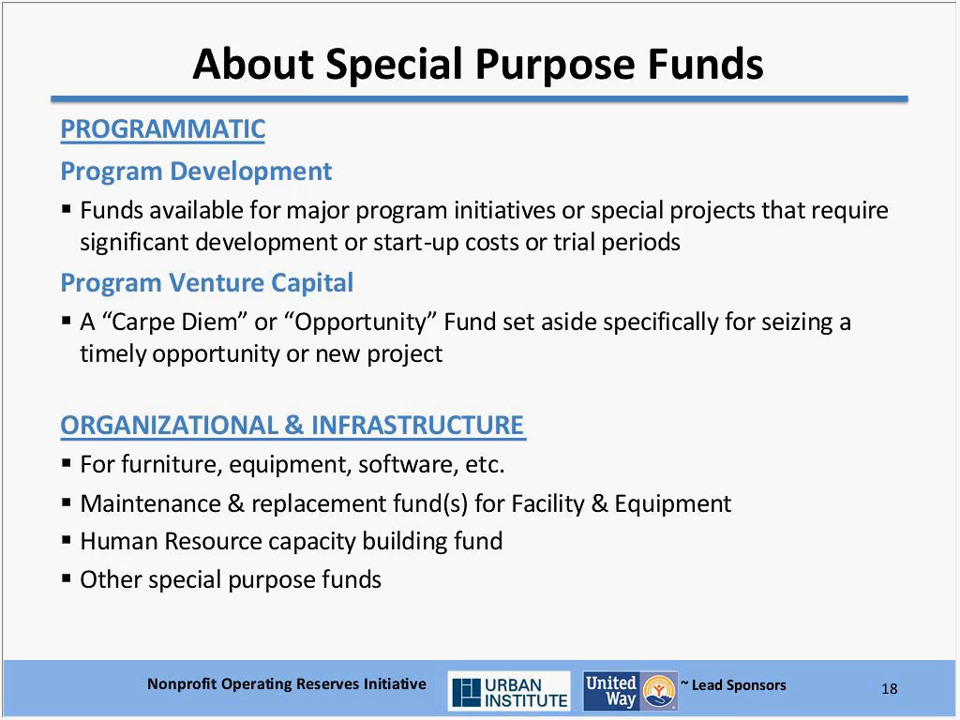 About Special Purpose Funds
PROGRAMMATIC
Program Development
▪ Funds available for major program initiatives or special projects that require
significant development or start-up costs or trial periods
Program Venture Capital
▪ A “Carpe Diem” or “Opportunity” Fund set aside specifically for seizing a
timely opportunity or new project
ORGANIZATIONAL & INFRASTRUCTURE
▪ For furniture, equipment, software, etc.
▪ Maintenance & replacement fund(s) for Facility & Equipment
▪ Human Resource capacity building fund
▪ Other special purpose funds
Nonprofit Operating Reserves Initiative
URBAN
INSTITUTE
United
Way
~ Lead Sponsors
18